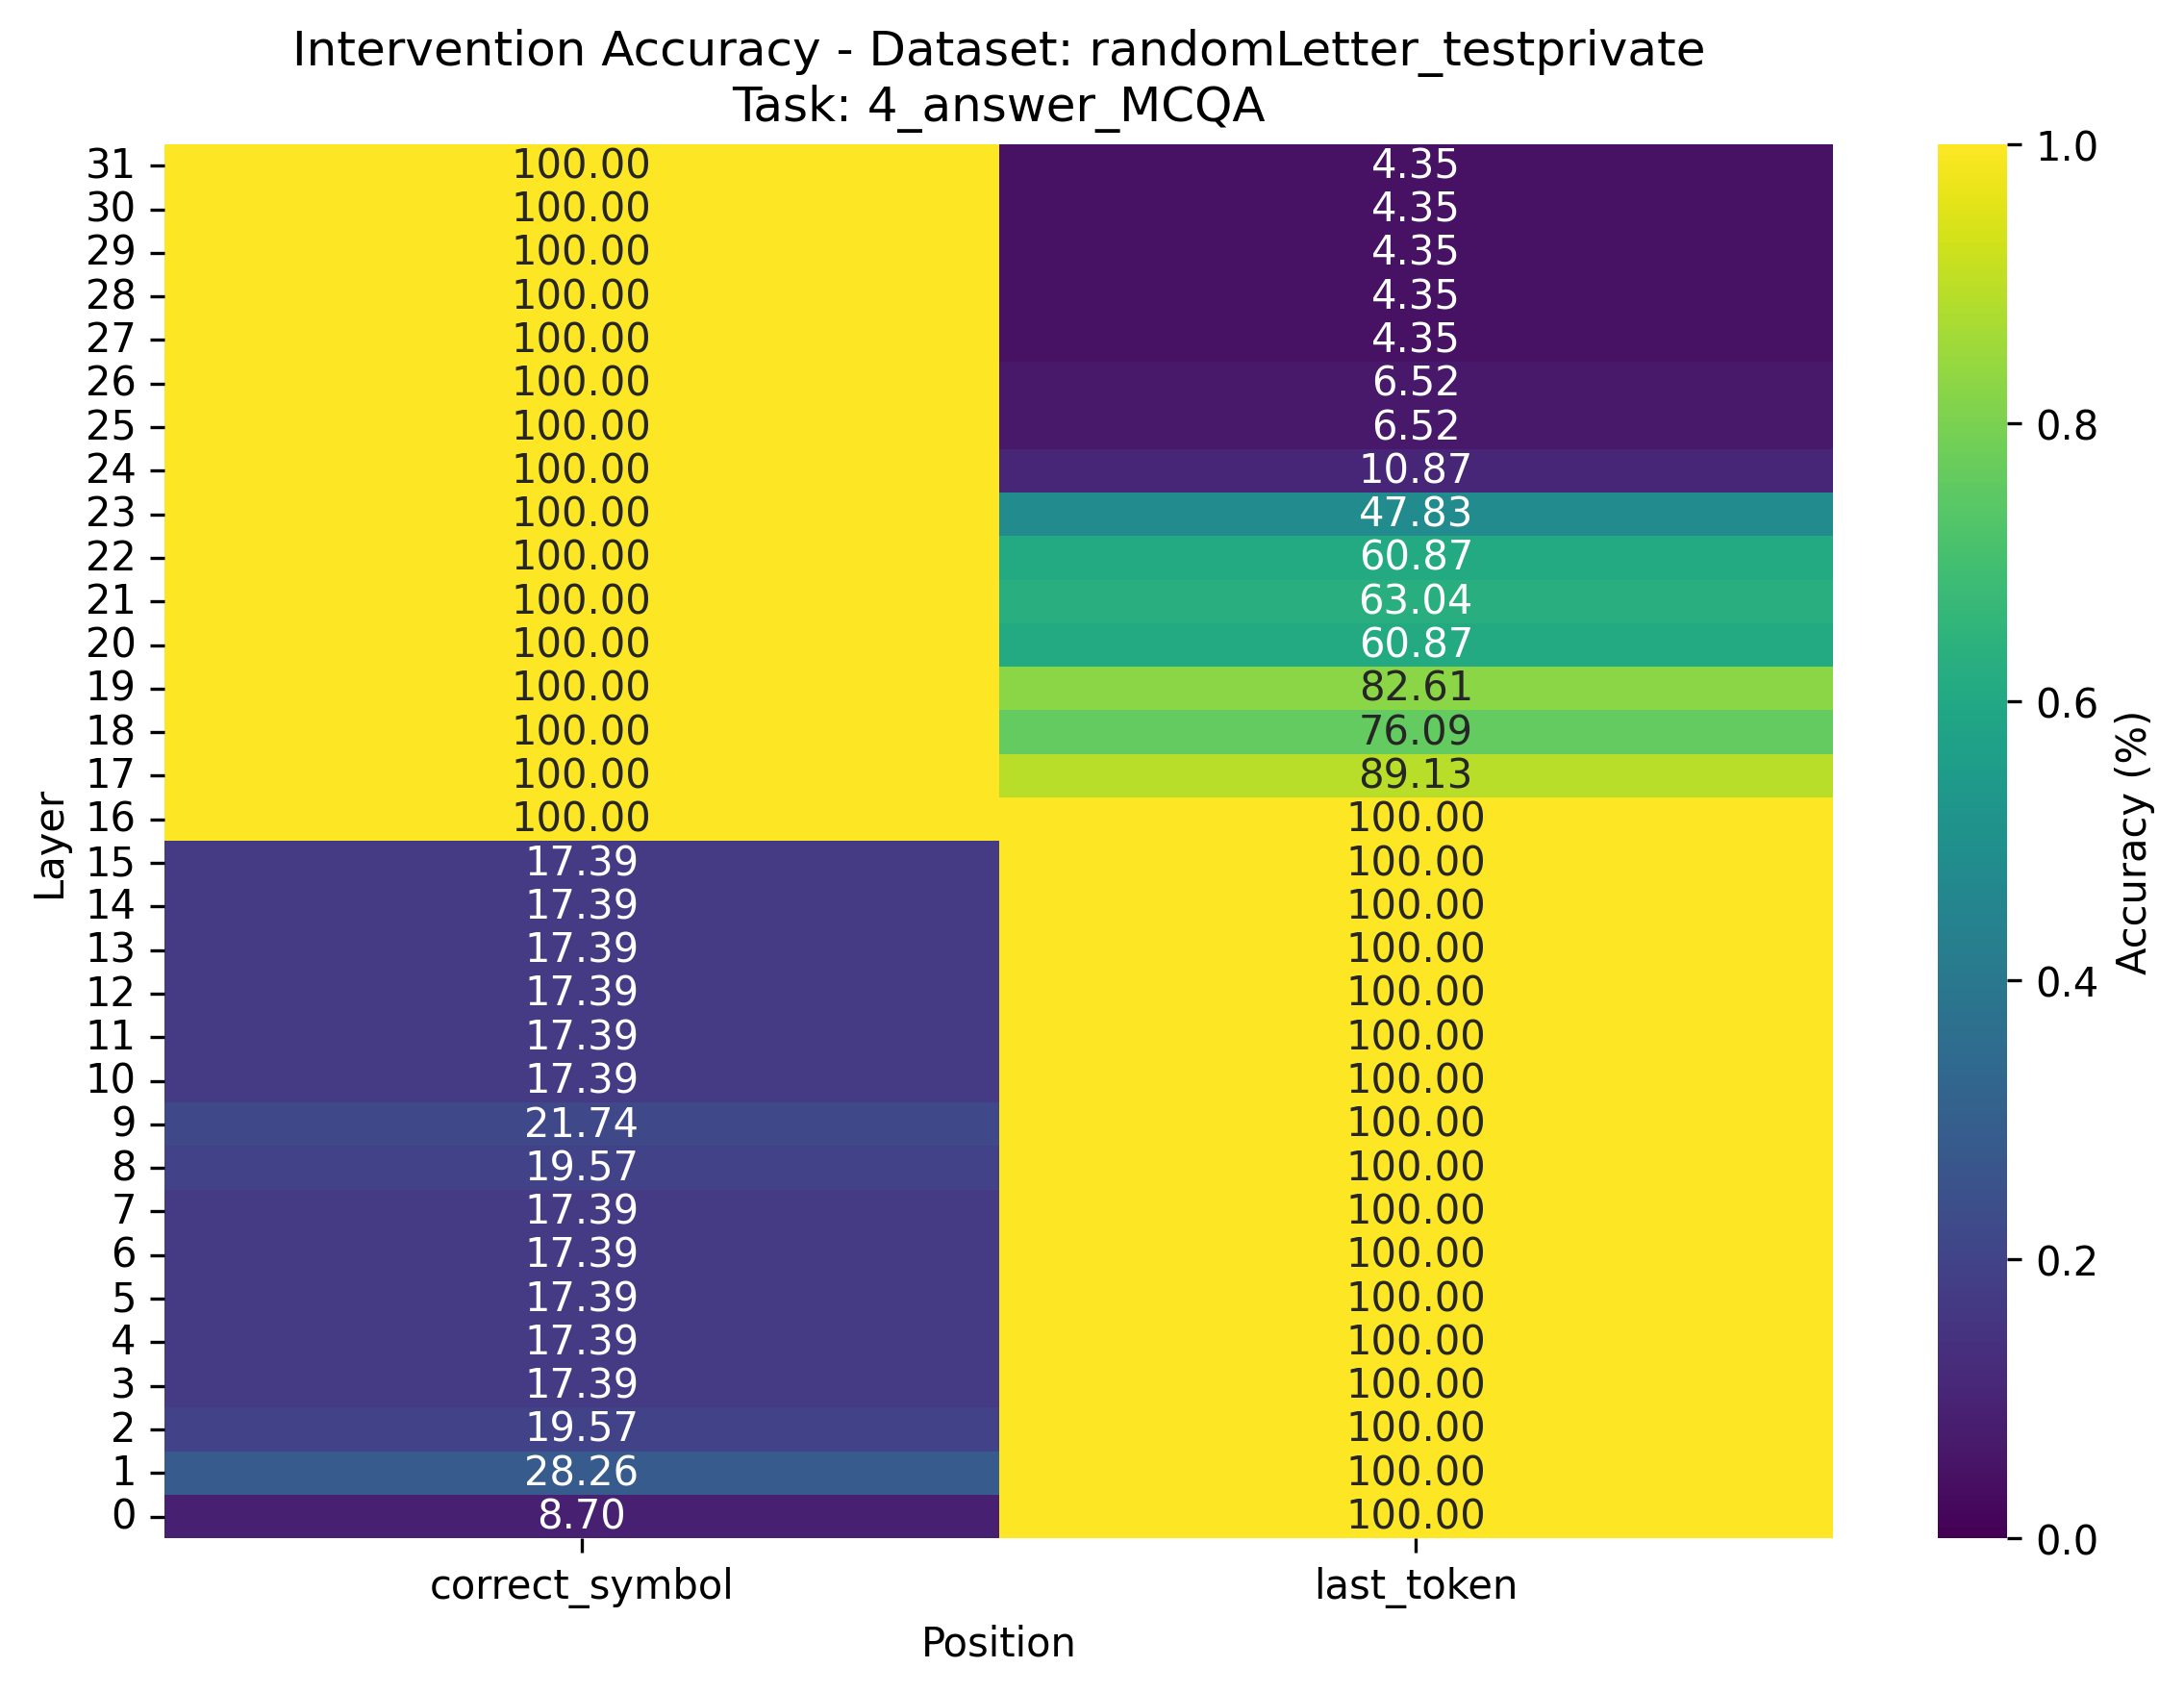 Intervention Accuracy - Dataset: randomLetter_testprivate
Task: 4_answer_MCQA
31 100.00 4.35
30 100.00 4.35
29 100.00 4.35
28 100.00 4.35
27 100.00 4.35
26 100.00 6.52
25 100.00 6.52
24 100.00 10.87
23 100.00 47.83
22 100.00 60.87
21 100.00 63.04
20 100.00 60.87
19 100.00 82.61
18 100.00 76.09
17 100.00 89.13
16 100.00 100.00
15 17.39 100.00
14 17.39 100.00
13 17.39 100.00
12 17.39 100.00
11 17.39 100.00
10 17.39 100.00
9 21.74 100.00
8 19.57 100.00
7 17.39 100.00
6 17.39 100.00
5 17.39 100.00
4 17.39 100.00
3 17.39 100.00
2 19.57 100.00
1 28.26 100.00
0 8.70 100.00
correct_symbol last_token
Position
Layer
1.0
0.8
0.6
0.4
0.2
0.0
Accuracy (%)